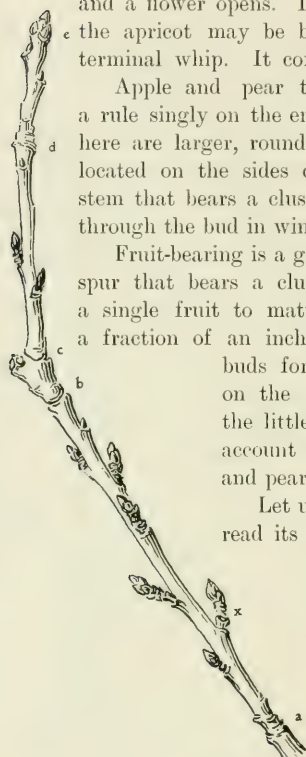 and a flower opens. I
e the apricot may be b
terminal whip. It co
Apple and pear t
a rule singly on the en
d here are larger, round
located on the sides
stem that bears a clus
through the bud in win
Fruit-bearing is a g
spur that bears a clu
a single fruit to mat
c a fraction of an inch
b buds for
on the
the little
account
and pear
Let u
read its
x
a